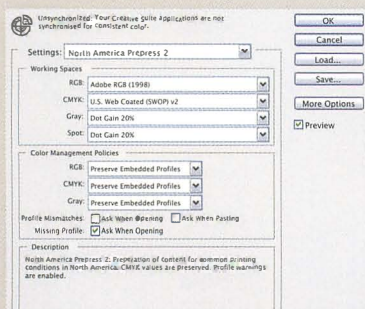 Unsynchronized: Your Creative Suite applications are not
synchronised for consistent color.
Settings: North America Prepress 2
Working Spaces
RGB: Adobe RGB (1998)
CMYK: U.S. Web Coated (SWOP) v2
Gray: Dot Gain 20%
Spot: Dot Gain 20%
Color Management Policies
RGB: Preserve Embedded Profiles
CMYK: Preserve Embedded Profiles
Gray: Preserve Embedded Profiles
Profile Mismatches: Ask When Opening Ask When Pasting
Missing Profile: Ask When Opening
Description
North America Prepress 2: Preparation of content for common printing
conditions in North America. CMYK values are preserved. Profile warnings
are enabled.
OK
Cancel
Load...
Save...
More Options
Preview